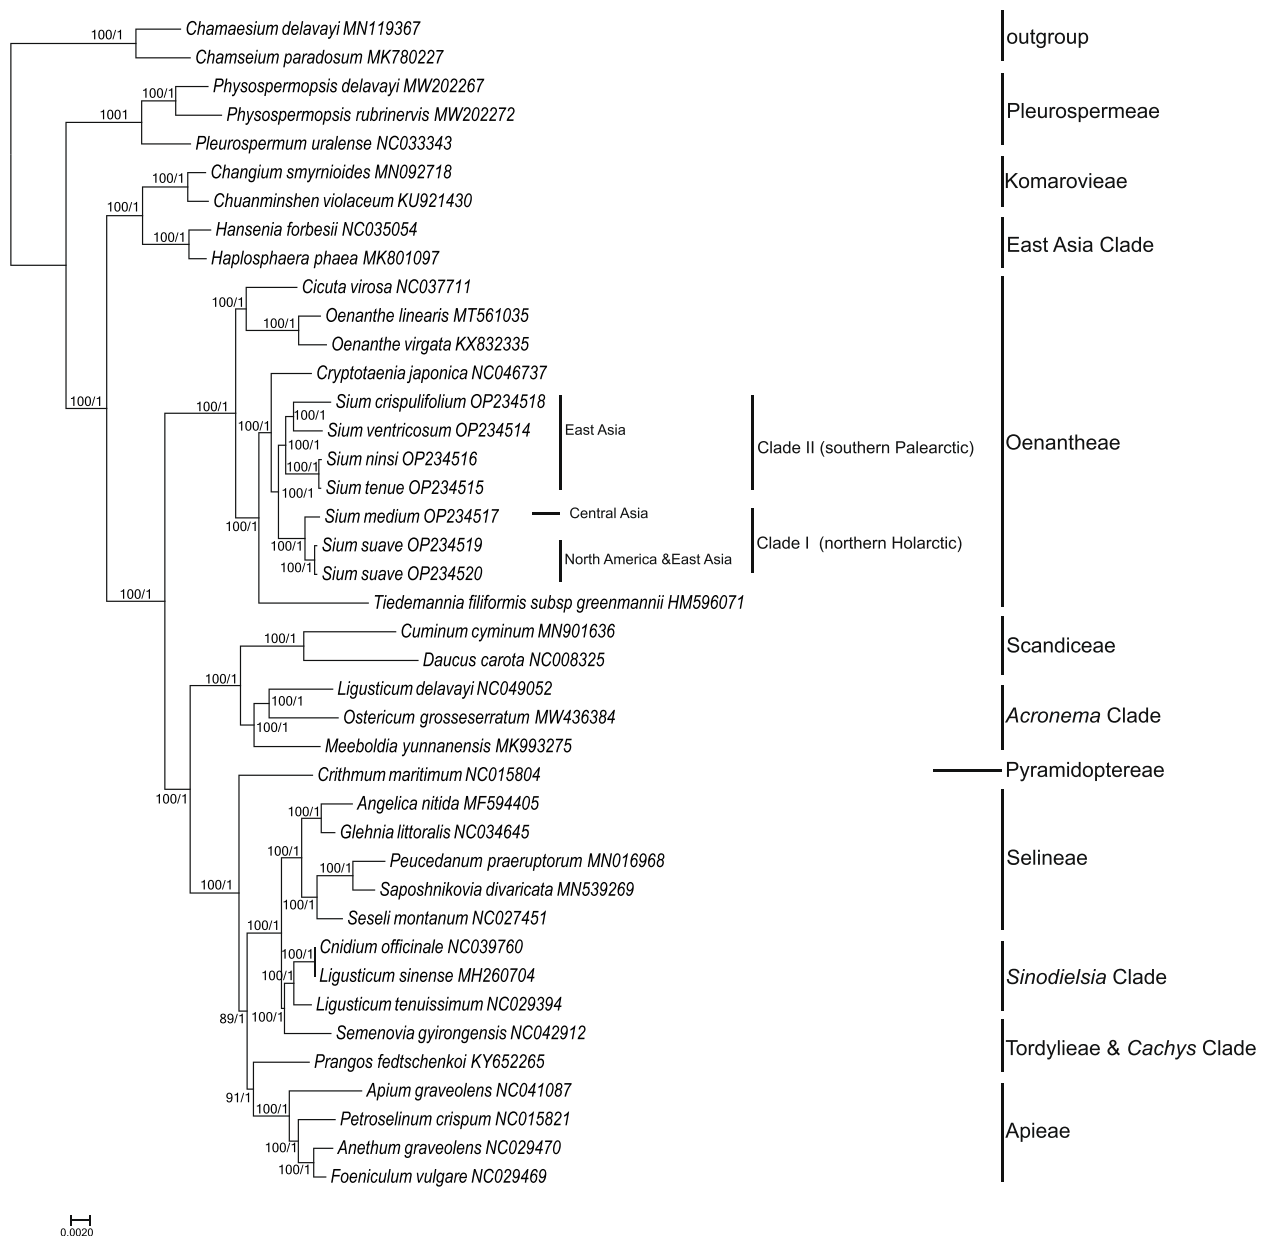 Chamaesium delavayi MN119367
100/1
outgroup
Chamseium paradosum MK780227
Physospermopsis delavayi MW202267
100/1
Physospermopsis rubrinervis MW202272
1001
Pleurospermeae
Pleurospermum uralense NC033343
Changium smyrnioides MN092718
100/1
Komarovieae
Chuanminshen violaceum KU921430
100/1
Hansenia forbesii NC035054
100/1
East Asia Clade
Haplosphaera phaea MK801097
Cicuta virosa NC037711
100/1
Oenanthe linearis MT561035
100/1
Oenanthe virgata KX832335
Cryptotaenia japonica NC046737
100/1
100/1
Sium crispulifolium OP234518
100/1
100/1
Sium ventricosum OP234514
East Asia
100/1
Clade II (southern Palearctic)
Oenantheae
Sium ninsi OP234516
100/1
Sium tenue OP234515
100/1
Sium medium OP234517
Central Asia
100/1
Sium suave OP234519
100/1
Clade I (northern Holarctic)
North America &East Asia
100/1
Sium suave OP234520
100/1
Tiedemannia filiformis subsp greenmannii HM596071
Cuminum cyminum MN901636
100/1
Scandiceae
Daucus carota NC008325
100/1
Ligusticum delavayi NC049052
100/1
Ostericum grosseserratum MW436384
100/1
Acronema Clade
Meeboldia yunnanensis MK993275
Crithmum maritimum NC015804
Pyramidoptereae
100/1
Angelica nitida MF594405
100/1
Glehnia littoralis NC034645
100/1
Peucedanum praeruptorum MN016968
100/1
Selineae
Saposhnikovia divaricata MN539269
100/1
100/1
Seseli montanum NC027451
100/1
Cnidium officinale NC039760
100/1
Ligusticum sinense MH260704
100/1
Sinodielsia Clade
Ligusticum tenuissimum NC029394
89/1
100/1
Semenovia gyirongensis NC042912
Tordylieae & Cachys Clade
Prangos fedtschenkoi KY652265
Apium graveolens NC041087
91/1
100/1
Petroselinum crispum NC015821
Apieae
100/1
Anethum graveolens NC029470
100/1
Foeniculum vulgare NC029469
0.0020